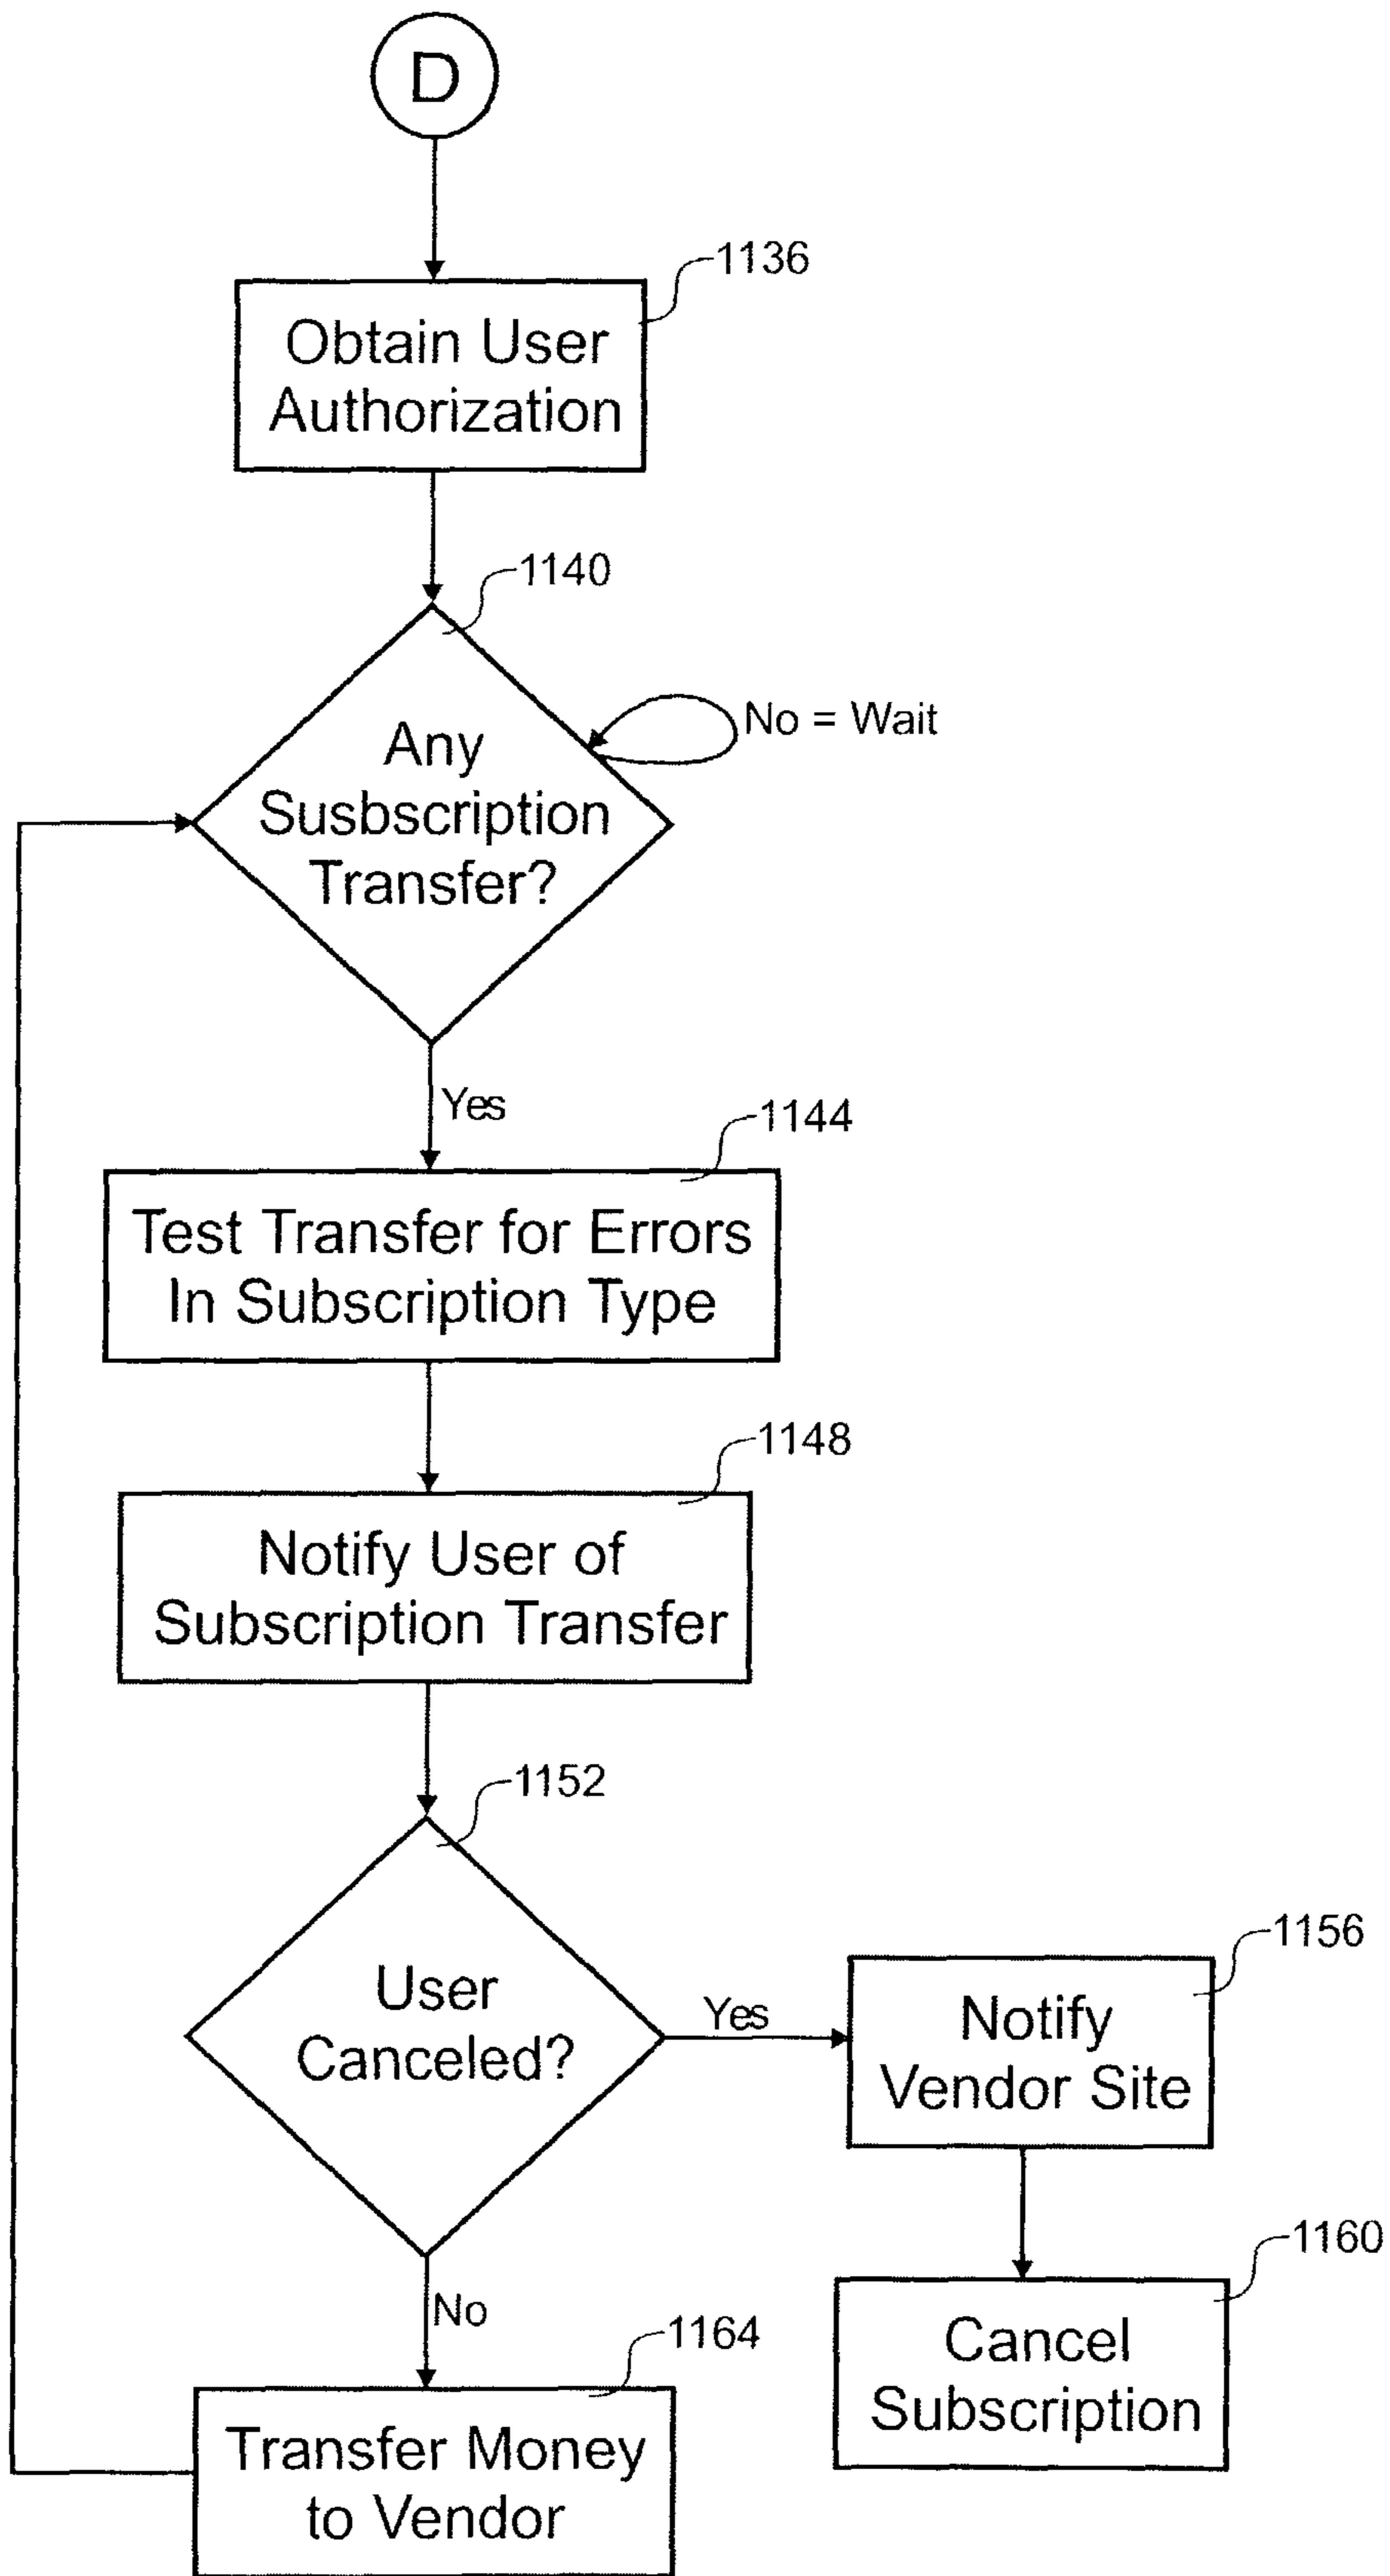 D
1136
Obtain User
Authorization
1140
No = Wait
Any
Susbscription
Transfer?
Yes
1144
Test Transfer for Errors
In Subscription Type
1148
Notify User of
Subscription Transfer
1152
User
Canceled?
Yes
1156
Notify
Vendor Site
No
1160
Cancel
Subscription
1164
Transfer Money
to Vendor